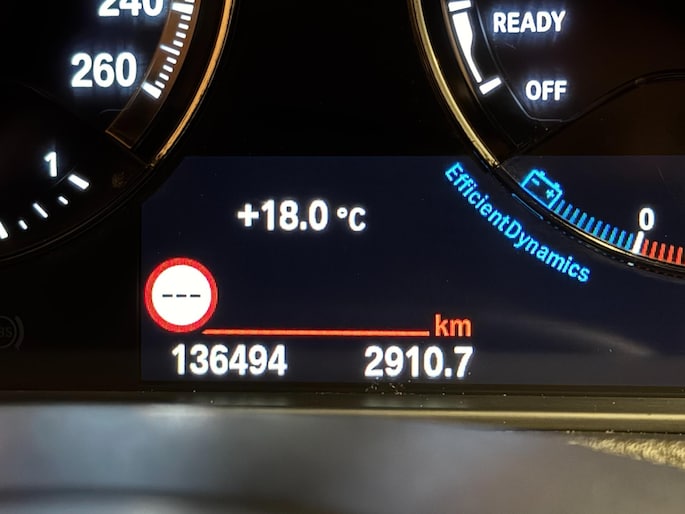 240
260
1
READY
OFF
+18.0 °C
EfficientDynamics
- +
0
---
km
136494 2910.7